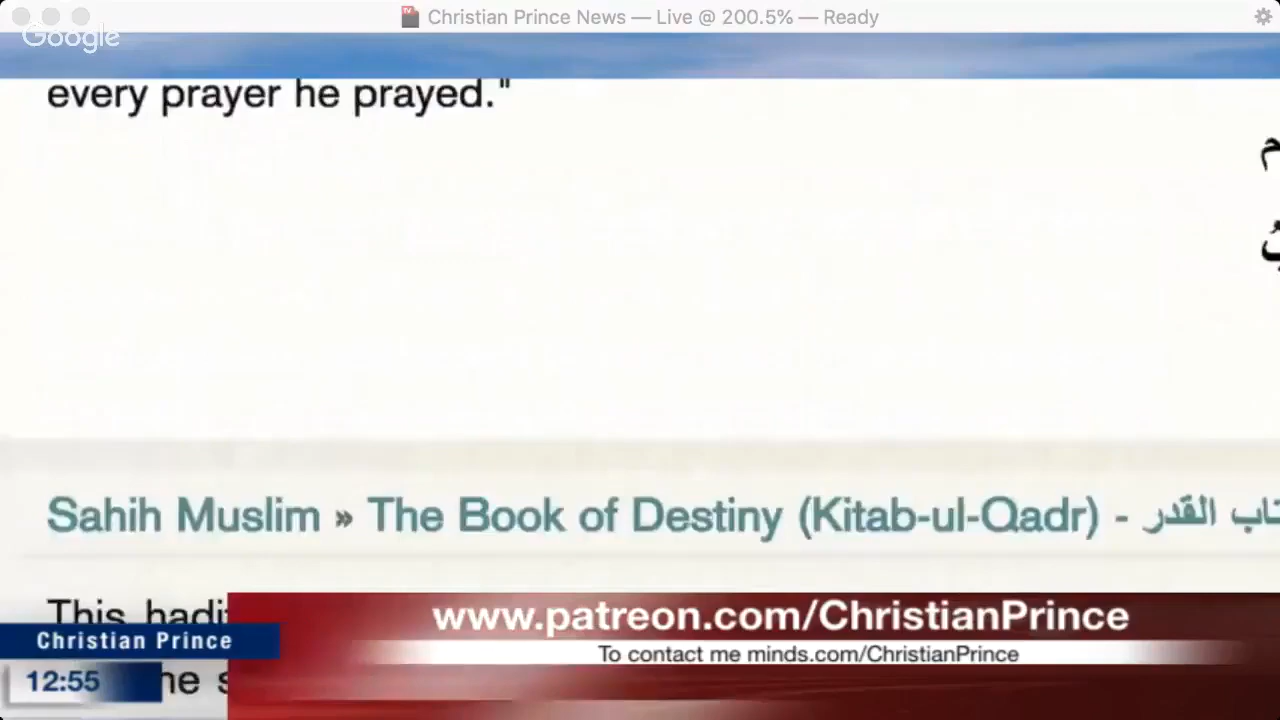 Christian Prince News — Live @ 200.5% — Ready
Google
every prayer he prayed."
Sahih Muslim » The Book of Destiny (Kitab-ul-Qadr) - القدر
This
www.patreon.com/ChristianPrince
Christian Prince
To contact me minds.com/ChristianPrince
12:55